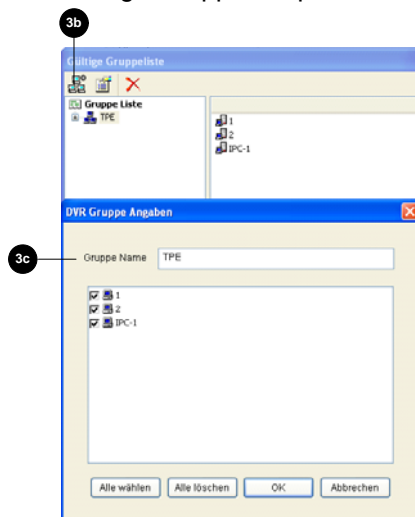 3b
Gültige Gruppeliste
Gruppe Liste
TPE
1
2
IPC-1
DVR Gruppe Angaben
3c
Gruppe Name TPE
1
2
IPC-1
Alle wählen Alle löschen OK Abbrechen